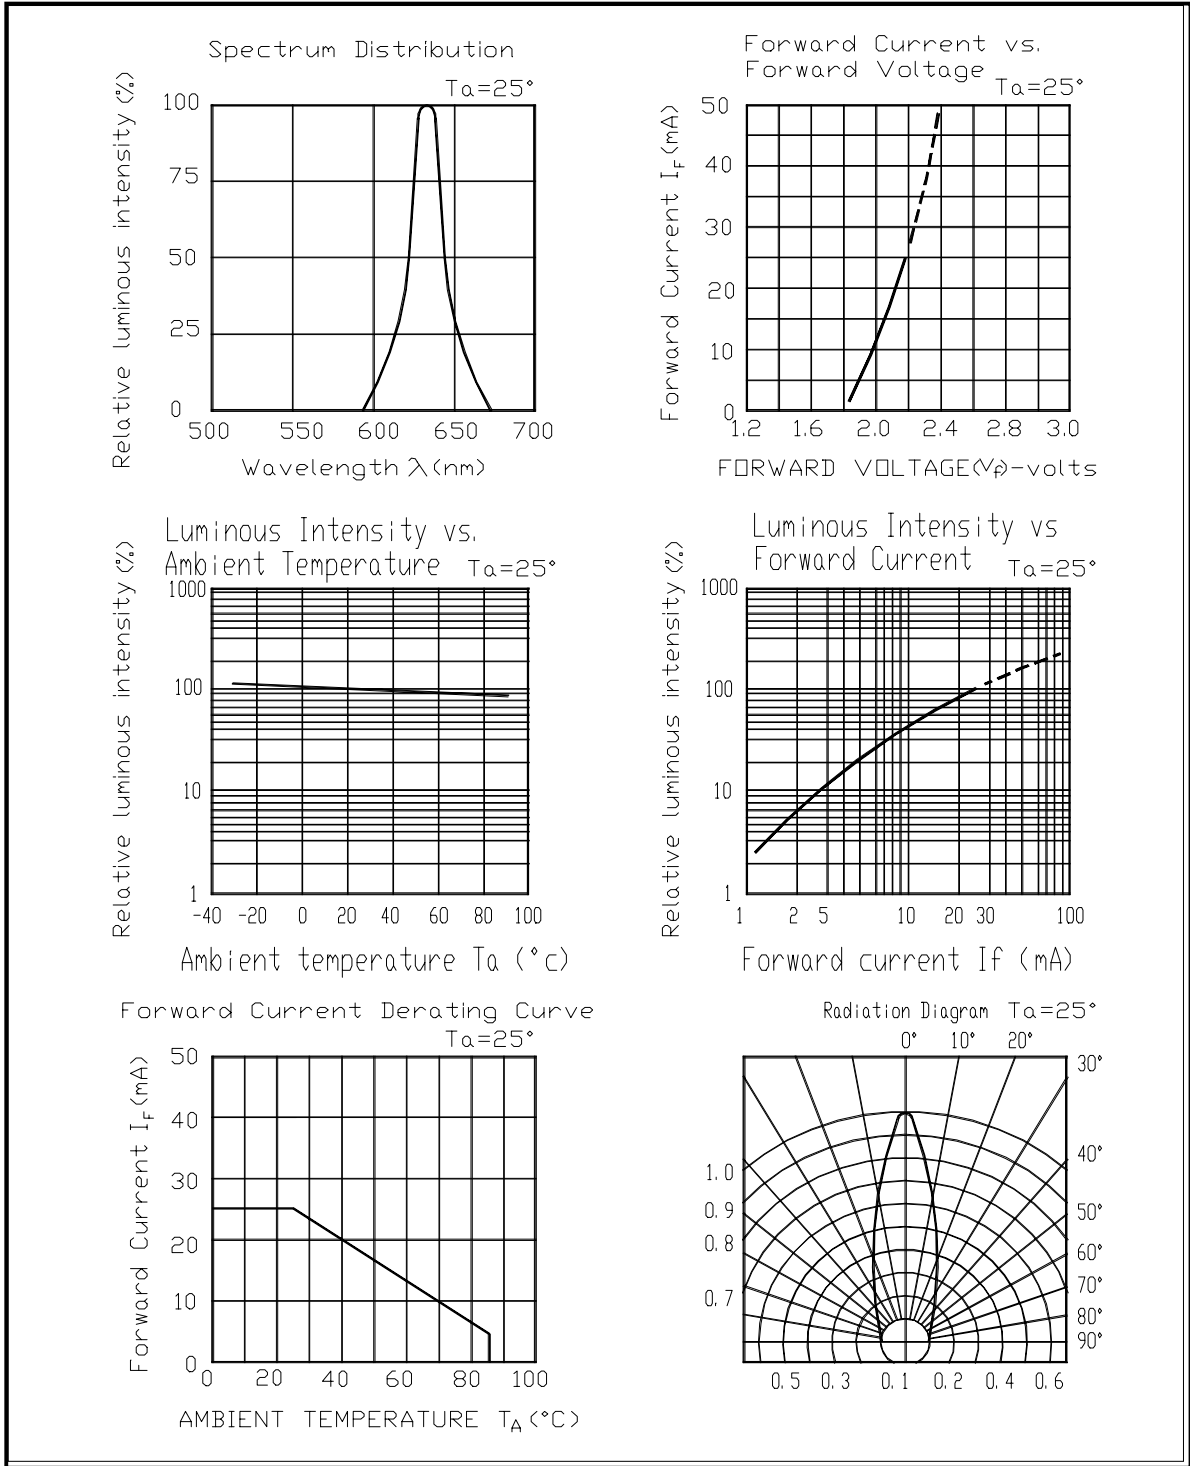 Spectrum Distribution
Ta=25°
Relative luminous intensity (%)
100
75
50
25
0
500 550 600 650 700
Wavelength λ (nm)
Forward Current vs.
Forward Voltage
Ta=25°
Forward Current IF (mA)
50
40
30
20
10
0
1.2 1.6 2.0 2.4 2.8 3.0
FORWARD VOLTAGE(Vf)-volts
Luminous Intensity vs.
Ambient Temperature Ta=25°
Relative luminous intensity (%)
1000
100
10
1
-40 -20 0 20 40 60 80 100
Ambient temperature Ta (°c)
Luminous Intensity vs
Forward Current Ta=25°
Relative luminous intensity (%)
1000
100
10
1
1 2 5 10 20 30 100
Forward current If (mA)
Forward Current Derating Curve
Ta=25°
Forward Current IF (mA)
50
40
30
20
10
0
0 20 40 60 80 100
AMBIENT TEMPERATURE TA (°C)
Radiation Diagram Ta=25°
0° 10° 20°
30°
40°
50°
60°
70°
80°
90°
1.0
0.9
0.8
0.7
0.5 0.3 0.1 0.2 0.4 0.6